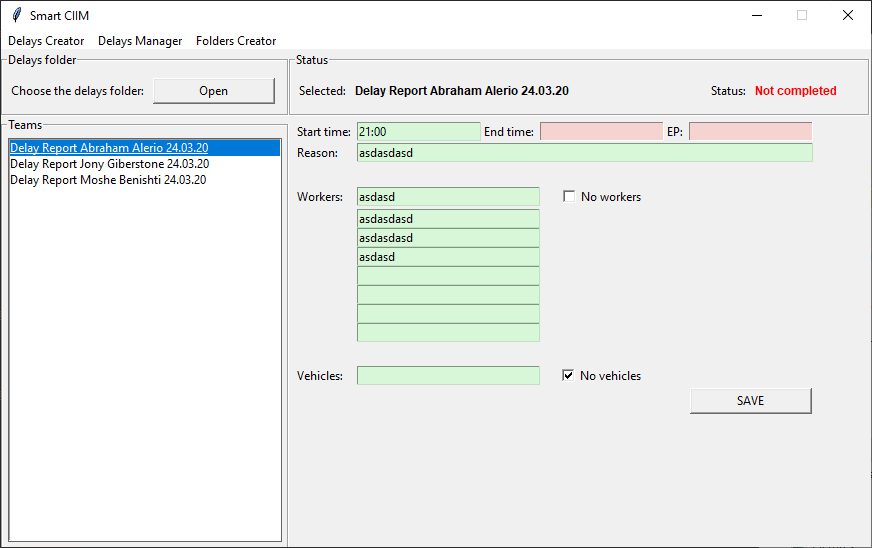 Smart CIIM
Delays Creator Delays Manager Folders Creator
Delays folder
Choose the delays folder: Open
Status
Selected: Delay Report Abraham Alerio 24.03.20 Status: Not completed
Teams
Delay Report Abraham Alerio 24.03.20
Delay Report Jony Giberstone 24.03.20
Delay Report Moshe Benishti 24.03.20
Start time: 21:00 End time: EP:
Reason: asdasdasd
Workers: asdasd No workers
asdasdasd
asdasdasd
asdasd
Vehicles: No vehicles
SAVE